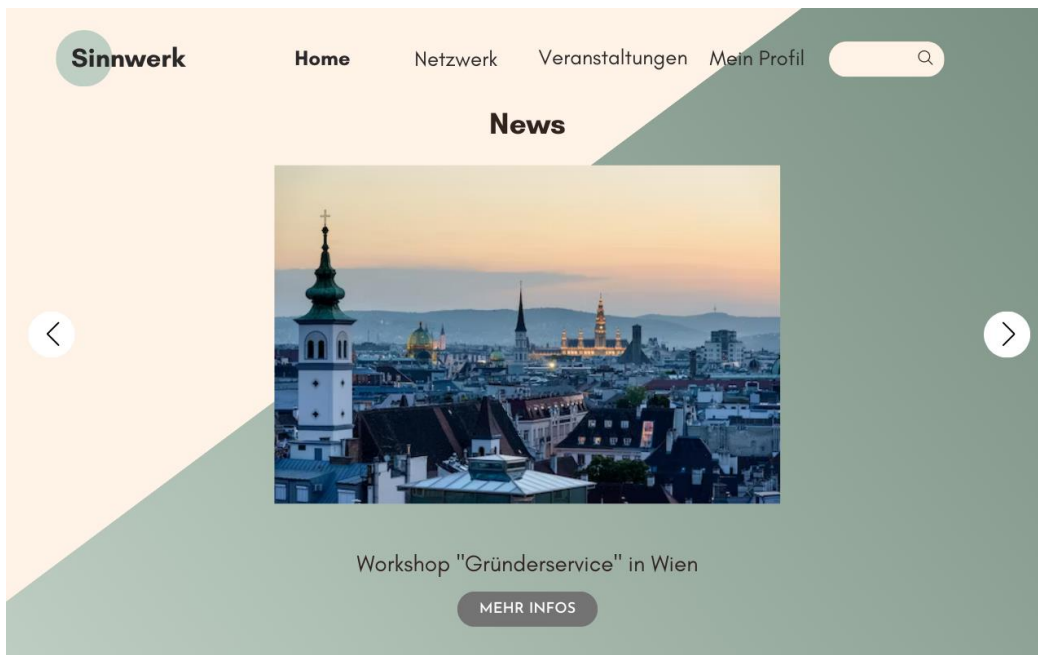 Sinnwerk Home Netzwerk Veranstaltungen Mein Profil
News
Workshop "Gründerservice" in Wien
MEHR INFOS